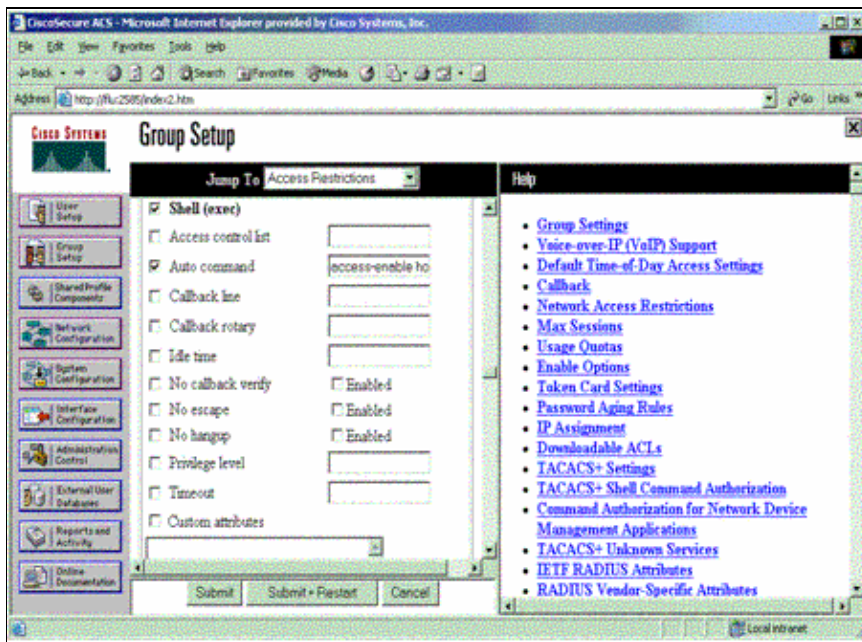 CiscoSecure ACS - Microsoft Internet Explorer provided by Cisco Systems, Inc.
File Edit View Favorites Tools Help
Back Search Favorites Media
Address http://flu:2585/index2.htm Go Links
CISCO SYSTEMS
Group Setup
Jump To Access Restrictions
User Setup
Group Setup
Shared Profile Components
Network Configuration
System Configuration
Interface Configuration
Administration Control
External User Databases
Reports and Activity
Online Documentation
Shell (exec)
Access control list
Auto command access-enable ho
Callback line
Callback rotary
Idle time
No callback verify Enabled
No escape Enabled
No hangup Enabled
Privilege level
Timeout
Custom attributes
Submit Submit + Restart Cancel
Help
Group Settings
Voice-over-IP (VoIP) Support
Default Time-of-Day Access Settings
Callback
Network Access Restrictions
Max Sessions
Usage Quotas
Enable Options
Token Card Settings
Password Aging Rules
IP Assignment
Downloadable ACLs
TACACS+ Settings
TACACS+ Shell Command Authorization
Command Authorization for Network Device
Management Applications
TACACS+ Unknown Services
IETF RADIUS Attributes
RADIUS Vendor-Specific Attributes
Local intranet